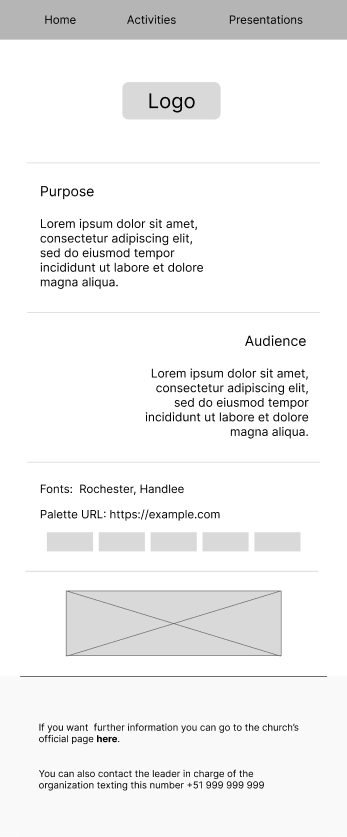 Home Activities Presentations
Logo
Purpose
Lorem ipsum dolor sit amet,
consectetur adipiscing elit,
sed do eiusmod tempor
incididunt ut labore et dolore
magna aliqua.
Audience
Lorem ipsum dolor sit amet,
consectetur adipiscing elit,
sed do eiusmod tempor
incididunt ut labore et dolore
magna aliqua.
Fonts:  Rochester, Handlee
Palette URL: https://example.com
If you want  further information you can go to the church's
official page here.
You can also contact the leader in charge of the
organization texting this number +51 999 999 999